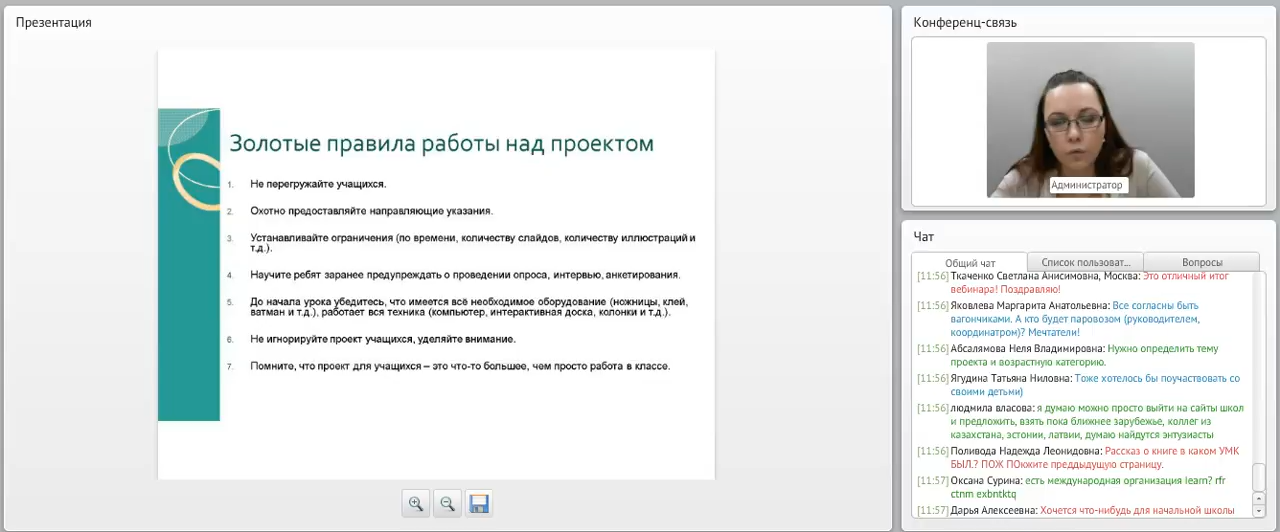 Презентация
Золотые правила работы над проектом
1. Не перегружайте учащихся.
2. Охотно предоставляйте направляющие указания.
3. Устанавливайте ограничения (по времени, количеству слайдов, количеству иллюстраций и
т.д.).
4. Научите ребят заранее предупреждать о проведении опроса, интервью, анкетирования.
5. До начала урока убедитесь, что имеется всё необходимое оборудование (ножницы, клей,
ватман и т.д.), работает вся техника (компьютер, интерактивная доска, колонки и т.д.).
6. Не игнорируйте проект учащихся, уделяйте внимание.
7. Помните, что проект для учащихся – это что-то большее, чем просто работа в классе.
Конференц-связь
Администратор
Чат
Общий чат
Список пользоват...
Вопросы
[11:56] Ткаченко Светлана Анисимовна, Москва: Это отличный итог
вебинара! Поздравляю!
[11:56] Яковлева Маргарита Анатольевна: Все согласны быть
вагончиками. А кто будет паровозом (руководителем,
координатром)? Мечтатели!
[11:56] Абсалямова Неля Владимировна: Нужно определить тему
проекта и возрастную категорию.
[11:56] Ягудина Татьяна Ниловна: Тоже хотелось бы поучаствовать со
своими детьми)
[11:56] людмила власова: я думаю можно просто выйти на сайты школ
и предложить, взять пока ближнее зарубежье, коллег из
казахстана, эстонии, латвии, думаю найдутся энтузиасты
[11:56] Поливода Надежда Леонидовна: Рассказ о книге в каком УМК
БЫЛ.? ПОЖ ПОкжите преддыдущую страницу.
[11:57] Оксана Сурина: есть международная организация learn? rfr
ctnm exbntktq
[11:57] Дарья Алексеевна: Хочется что-нибудь для начальной школы